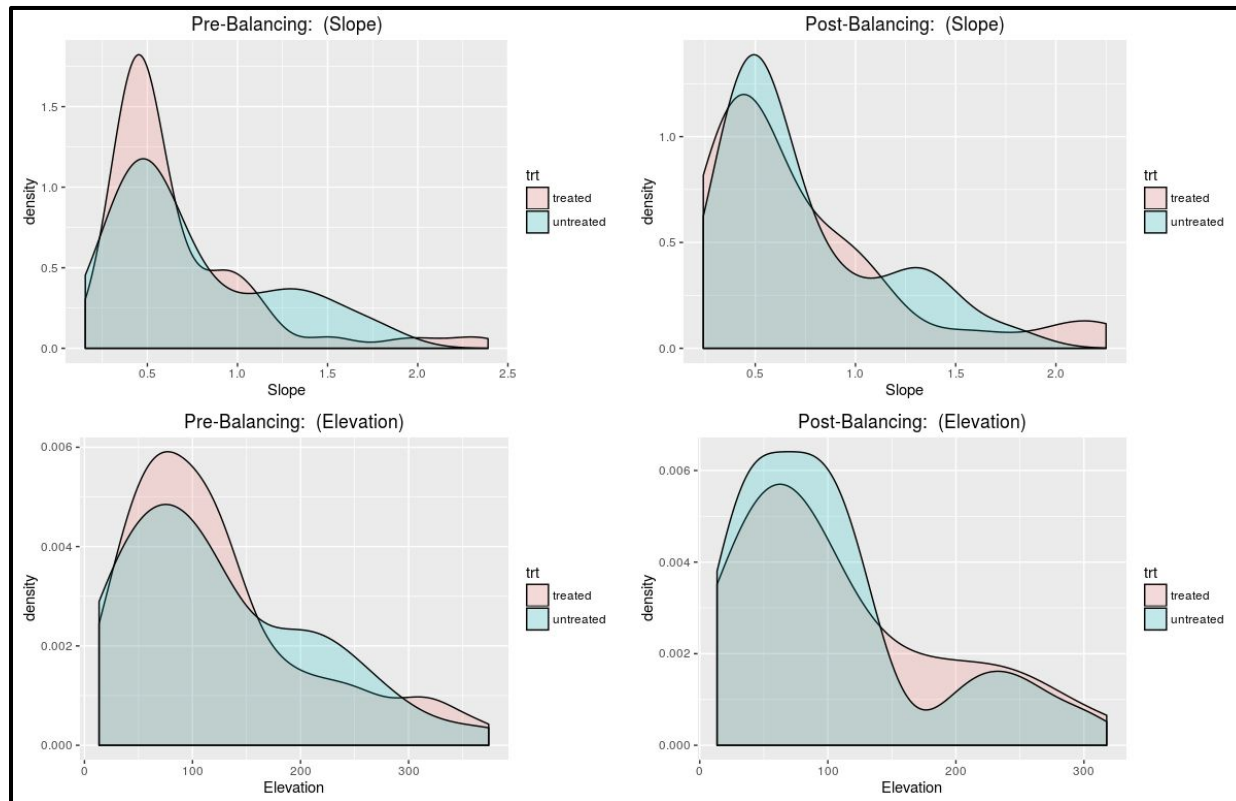 Pre-Balancing:  (Slope)
density
1.5
1.0
0.5
0.0
0.5
1.0
1.5
2.0
2.5
Slope
trt
treated
untreated
Post-Balancing:  (Slope)
density
1.0
0.5
0.0
0.5
1.0
1.5
2.0
Slope
trt
treated
untreated
Pre-Balancing:  (Elevation)
density
0.006
0.004
0.002
0.000
0
100
200
300
Elevation
trt
treated
untreated
Post-Balancing:  (Elevation)
density
0.006
0.004
0.002
0.000
0
100
200
300
Elevation
trt
treated
untreated